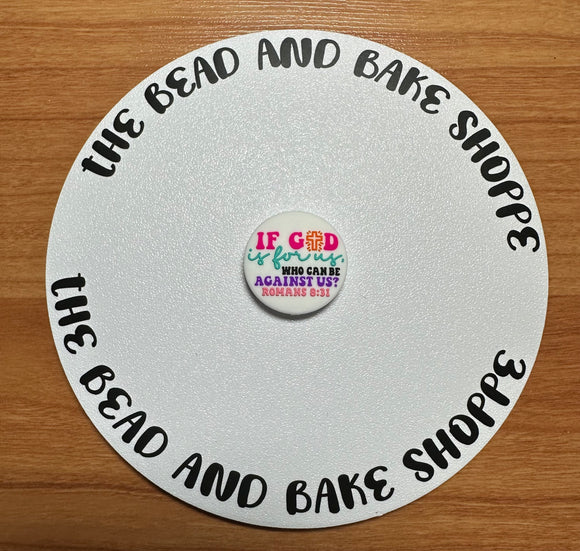 THE BEAD AND BAKE SHOPPE
IF GOD
is for us,
WHO CAN BE
AGAINST US?
ROMANS 8:31
THE BEAD AND BAKE SHOPPE